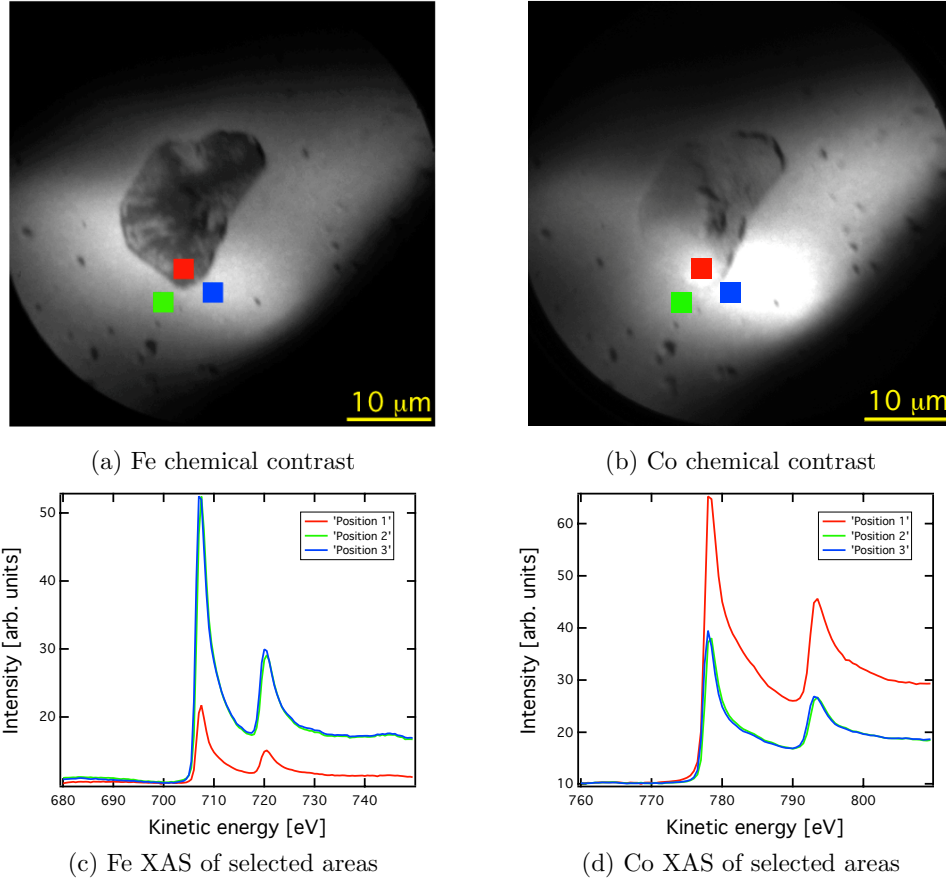 10 μm
10 μm
(a) Fe chemical contrast
(b) Co chemical contrast
50
40
30
20
680
690
700
710
720
730
740
Intensity [arb. units]
Kinetic energy [eV]
'Position 1'
'Position 2'
'Position 3'
(c) Fe XAS of selected areas
60
50
40
30
20
10
760
770
780
790
800
Intensity [arb. units]
Kinetic energy [eV]
'Position 1'
'Position 2'
'Position 3'
(d) Co XAS of selected areas